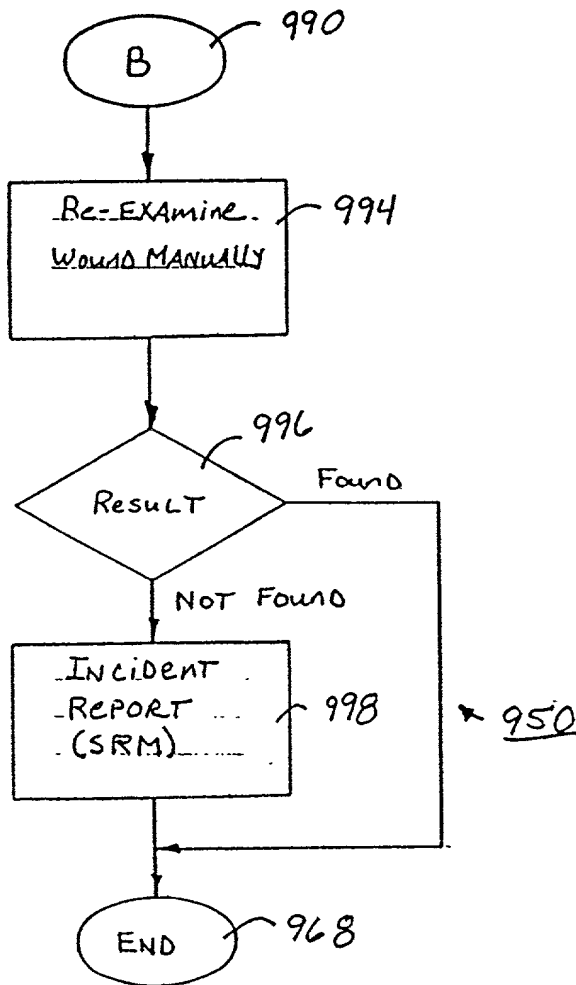 990
B
Re-Examine
Wound Manually
994
996
Result
Found
Not Found
Incident
Report
(SRM)
998
950
End
968